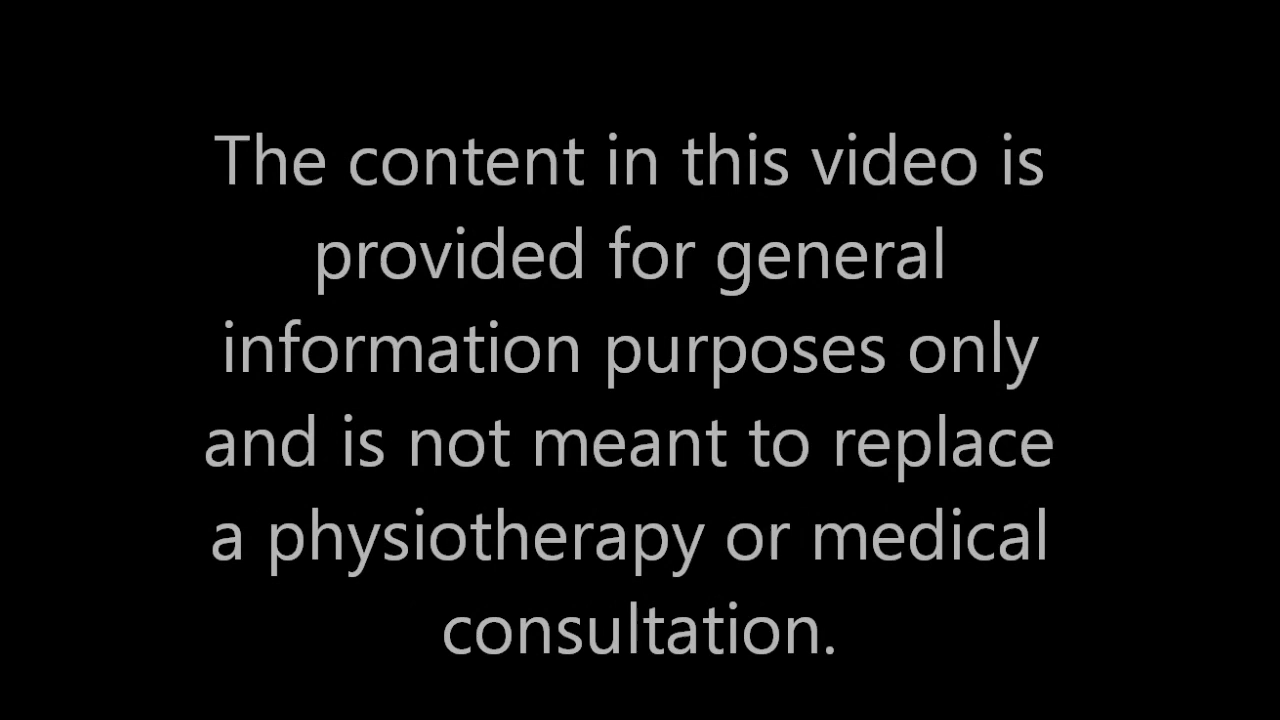 The content in this video is
provided for general
information purposes only
and is not meant to replace
a physiotherapy or medical
consultation.